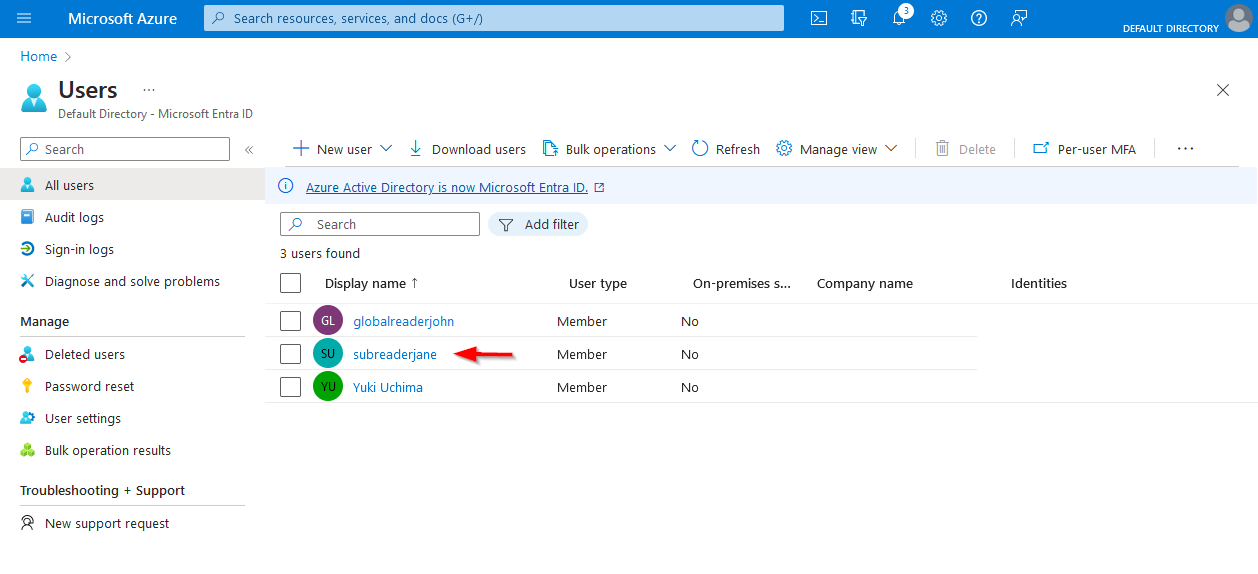 Microsoft Azure
Search resources, services, and docs (G+/)
3
DEFAULT DIRECTORY
Home
Users
...
Default Directory - Microsoft Entra ID
Search
New user
Download users
Bulk operations
Refresh
Manage view
Delete
Per-user MFA
...
All users
Audit logs
Sign-in logs
Diagnose and solve problems
Manage
Deleted users
Password reset
User settings
Bulk operation results
Troubleshooting + Support
New support request
Azure Active Directory is now Microsoft Entra ID.
Search
Add filter
3 users found
Display name ↑ User type On-premises s... Company name Identities
GL globalreaderjohn Member No
SU subreaderjane Member No
YU Yuki Uchima Member No